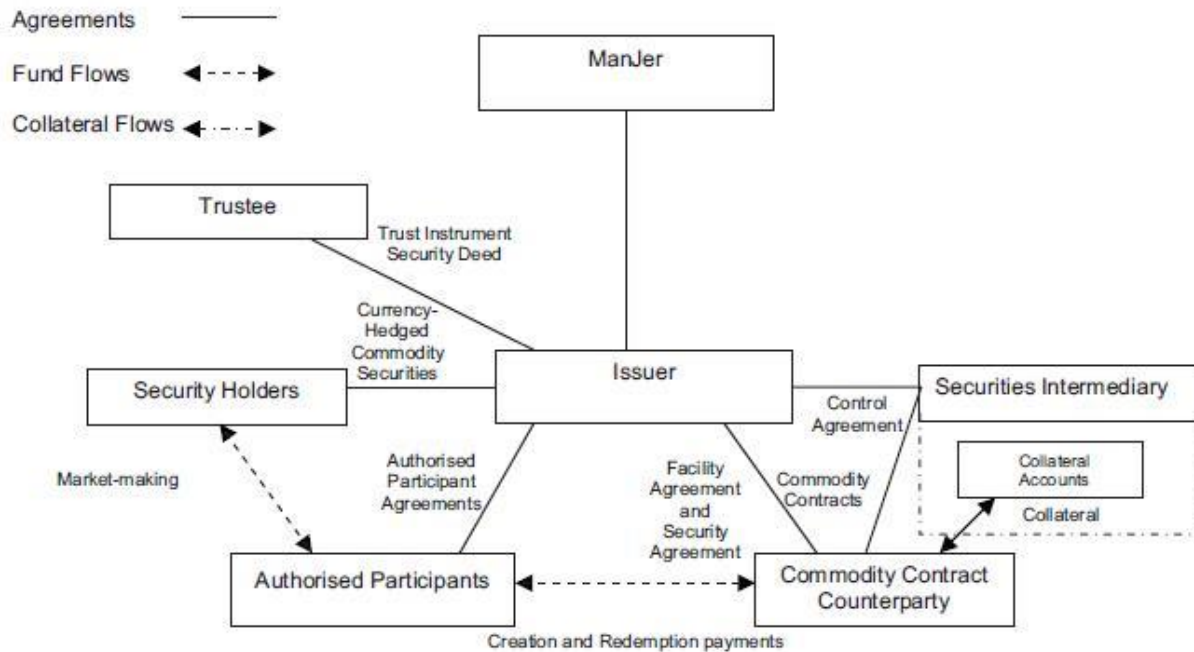 Agreements
Fund Flows
Collateral Flows
ManJer
Trustee
Trust Instrument
Security Deed
Currency-
Hedged
Commodity
Securities
Issuer
Security Holders
Securities Intermediary
Control
Agreement
Collateral
Accounts
Collateral
Market-making
Authorised
Participant
Agreements
Facility
Agreement
and
Security
Agreement
Commodity
Contracts
Authorised Participants
Commodity Contract
Counterparty
Creation and Redemption payments